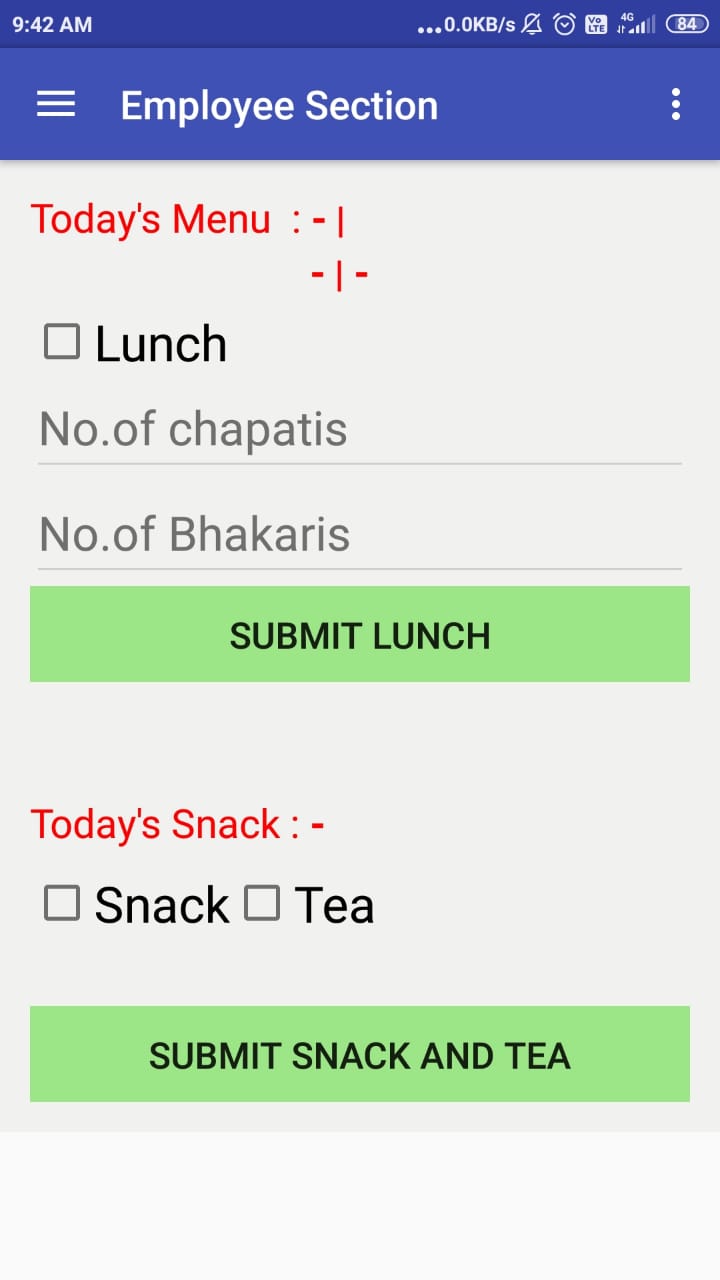 9:42 AM ...0.0KB/s Vo LTE 4G 84
Employee Section
Today's Menu : - |
- | -
Lunch
No.of chapatis
No.of Bhakaris
SUBMIT LUNCH
Today's Snack : -
Snack Tea
SUBMIT SNACK AND TEA